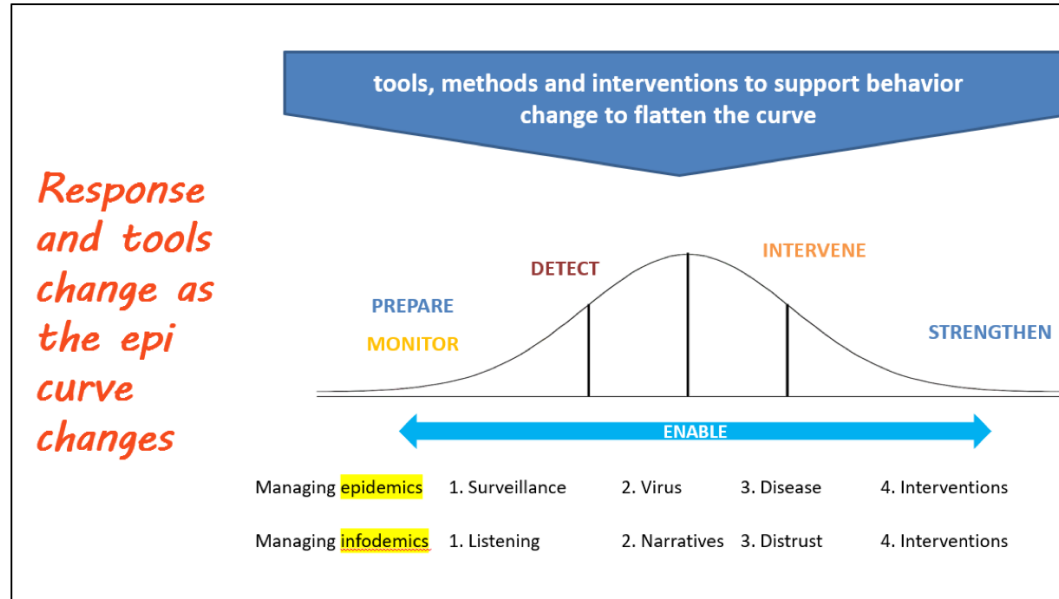 tools, methods and interventions to support behavior
change to flatten the curve
Response
and tools
change as
the epi
curve
changes
INTERVENE
DETECT
PREPARE
MONITOR
STRENGTHEN
ENABLE
Managing epidemics 1. Surveillance 2. Virus 3. Disease 4. Interventions
Managing infodemics 1. Listening 2. Narratives 3. Distrust 4. Interventions